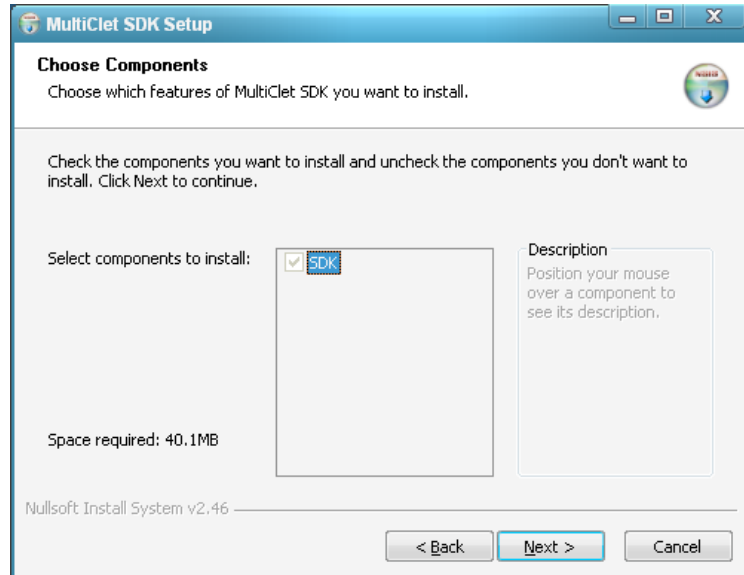 MultiClet SDK Setup
Choose Components
Choose which features of MultiClet SDK you want to install.
Check the components you want to install and uncheck the components you don't want to
install. Click Next to continue.
Select components to install:
SDK
Description
Position your mouse
over a component to
see its description.
Space required: 40.1MB
Nullsoft Install System v2.46
< Back
Next >
Cancel